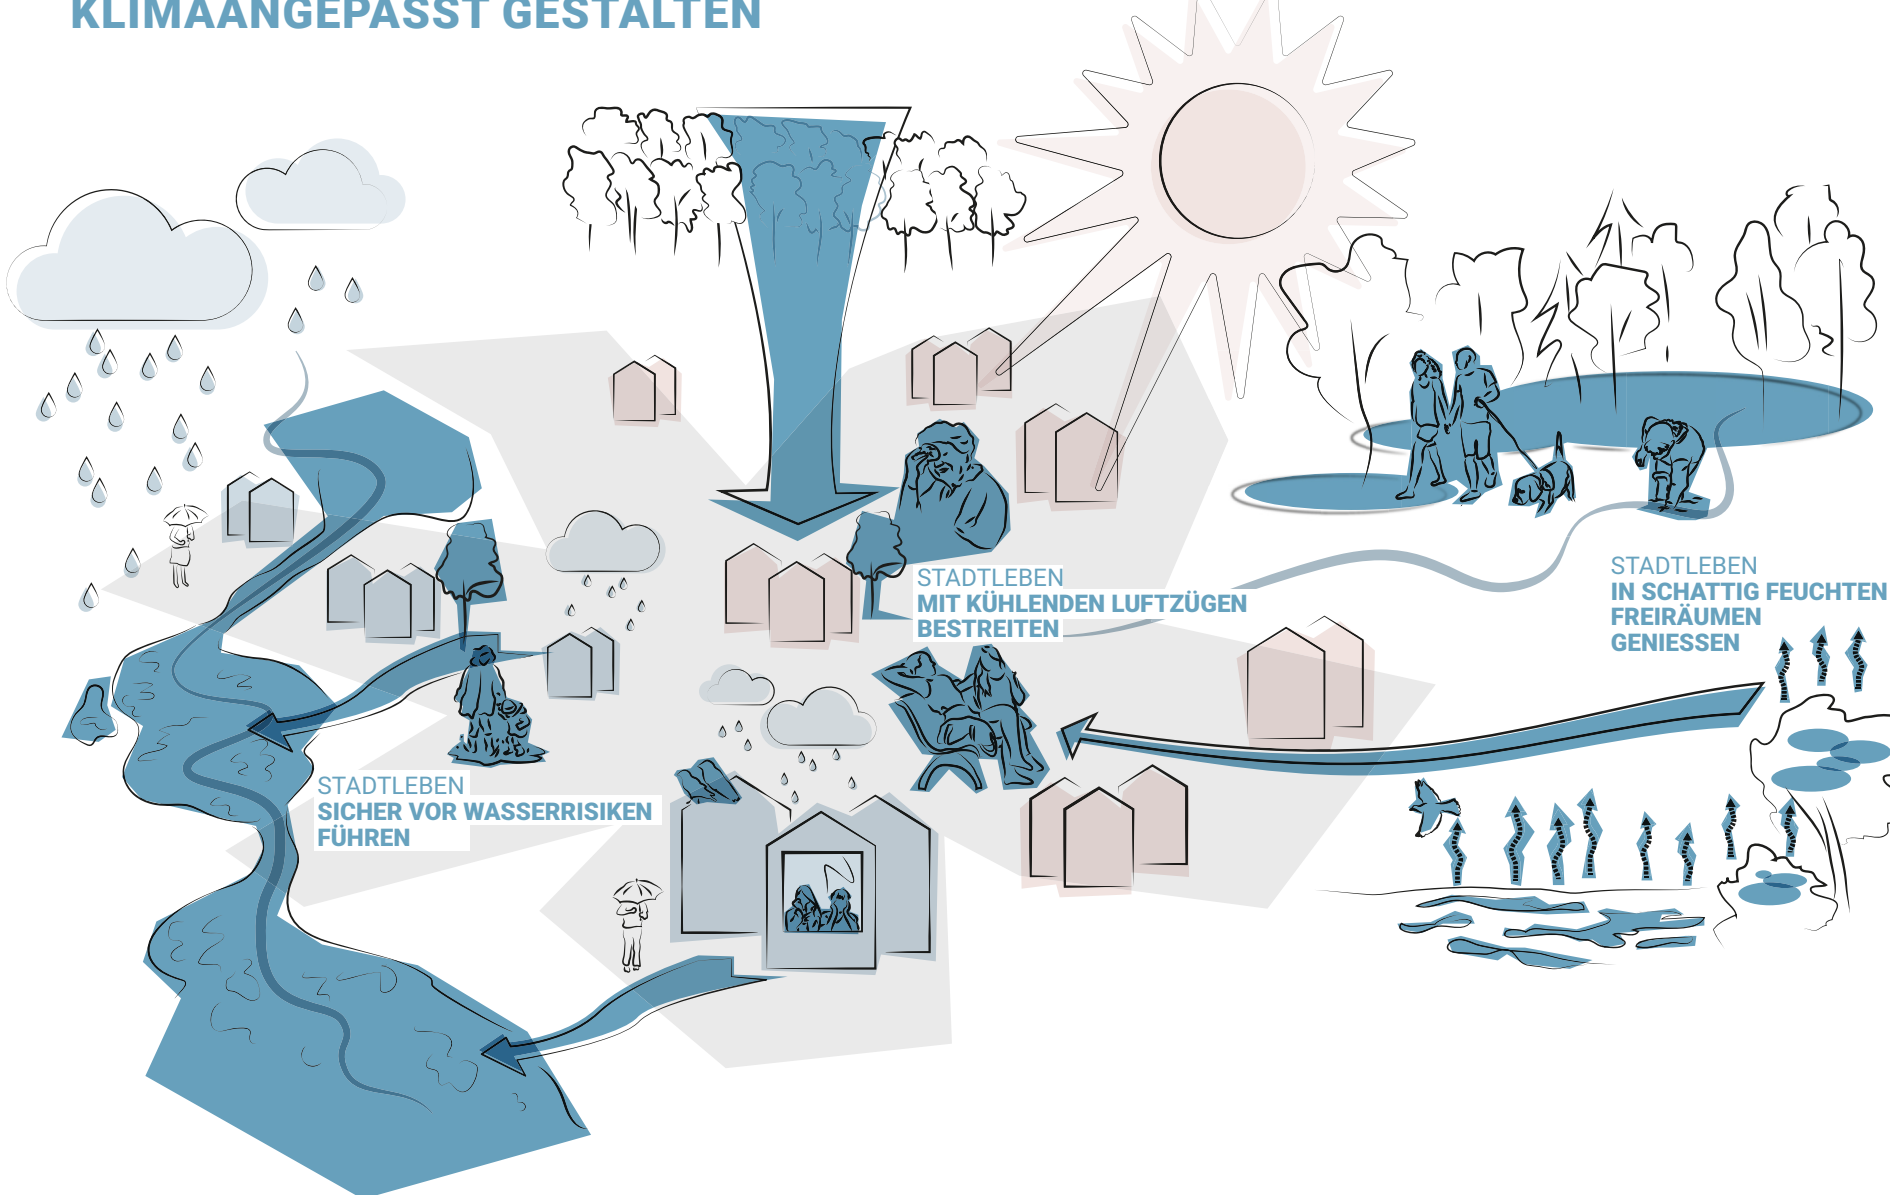 KLIMAANGEPASST GESTALTEN
STADTLEBEN
MIT KÜHLENDEN LUFTZÜGEN
BESTREITEN
STADTLEBEN
IN SCHATTIG FEUCHTEN
FREIRÄUMEN
GENIESSEN
STADTLEBEN
SICHER VOR WASSERRISIKEN
FÜHREN